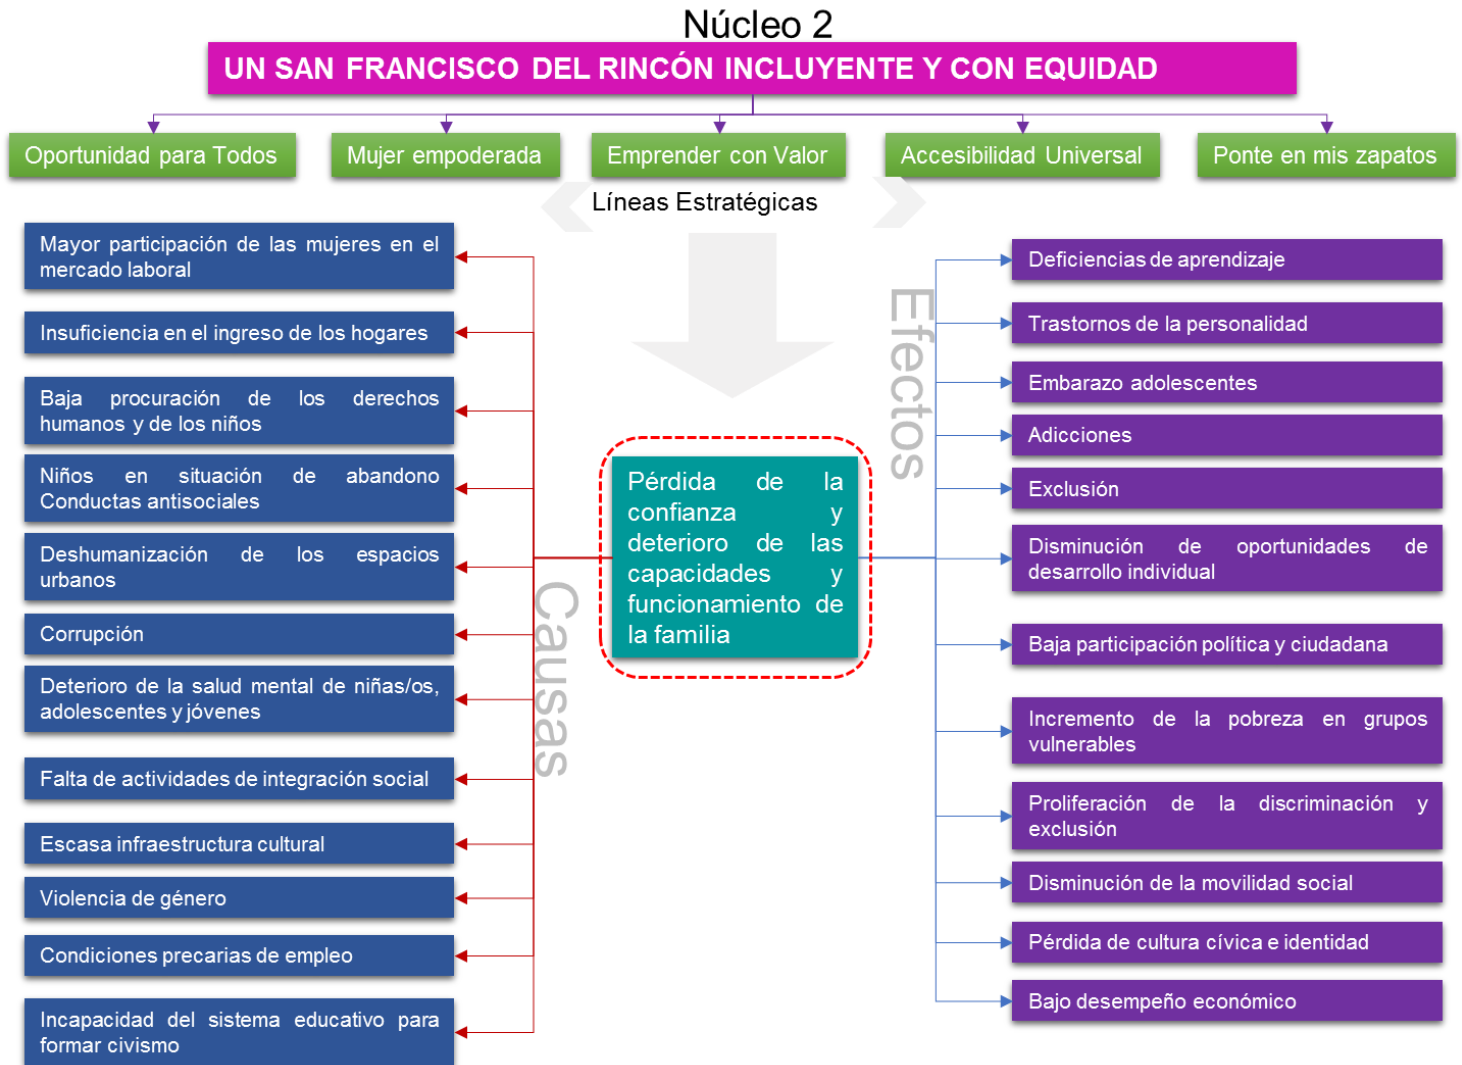 Núcleo 2
UN SAN FRANCISCO DEL RINCÓN INCLUYENTE Y CON EQUIDAD
Oportunidad para Todos
Mujer empoderada
Emprender con Valor
Accesibilidad Universal
Ponte en mis zapatos
Líneas Estratégicas
Causas
Mayor participación de las mujeres en el
mercado laboral
Insuficiencia en el ingreso de los hogares
Baja procuración de los derechos
humanos y de los niños
Niños en situación de abandono
Conductas antisociales
Deshumanización de los espacios
urbanos
Corrupción
Deterioro de la salud mental de niñas/os,
adolescentes y jóvenes
Falta de actividades de integración social
Escasa infraestructura cultural
Violencia de género
Condiciones precarias de empleo
Incapacidad del sistema educativo para
formar civismo
Pérdida de la
confianza y
deterioro de las
capacidades y
funcionamiento de
la familia
Efectos
Deficiencias de aprendizaje
Trastornos de la personalidad
Embarazo adolescentes
Adicciones
Exclusión
Disminución de oportunidades de
desarrollo individual
Baja participación política y ciudadana
Incremento de la pobreza en grupos
vulnerables
Proliferación de la discriminación y
exclusión
Disminución de la movilidad social
Pérdida de cultura cívica e identidad
Bajo desempeño económico